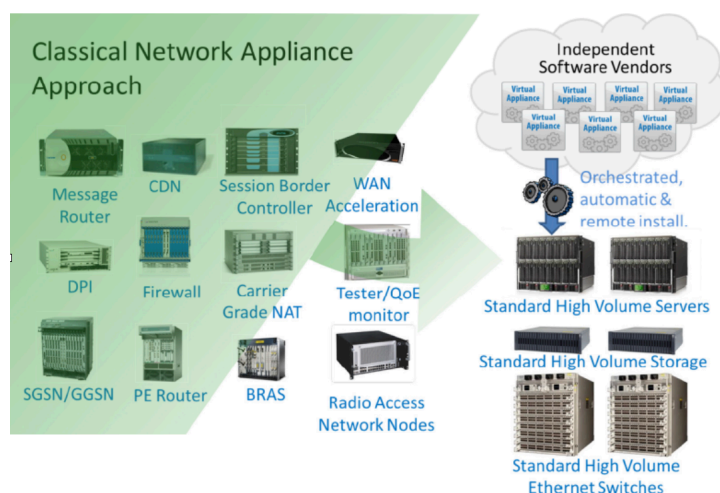 Classical Network Appliance
Approach
Message
Router
CDN
Session Border
Controller
WAN
Acceleration
DPI
Firewall
Carrier
Grade NAT
Tester/QoE
monitor
SGSN/GGSN
PE Router
BRAS
Radio Access
Network Nodes
Independent
Software Vendors
Virtual
Appliance
Virtual
Appliance
Virtual
Appliance
Virtual
Appliance
Virtual
Appliance
Virtual
Appliance
Virtual
Appliance
Orchestrated,
automatic &
remote install.
Standard High Volume Servers
Standard High Volume Storage
Standard High Volume
Ethernet Switches